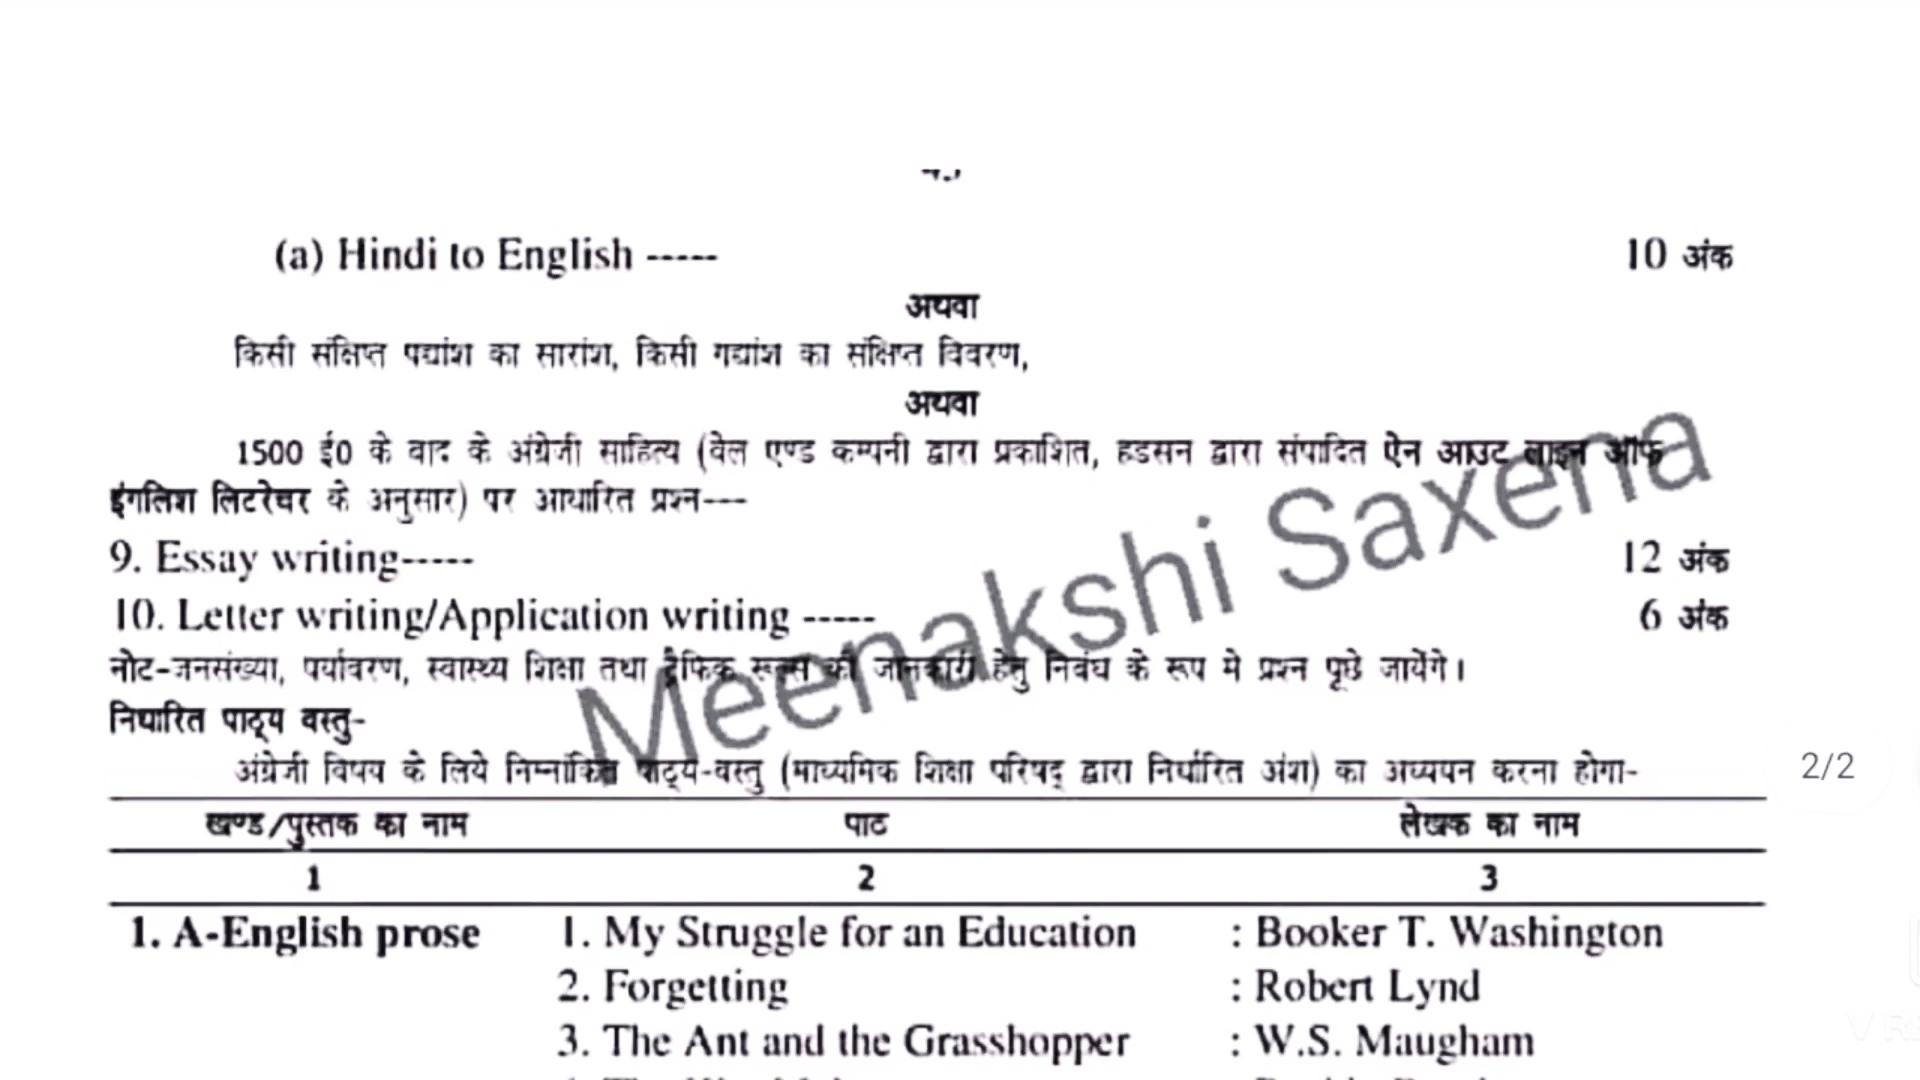 (a) Hindi to English ----- 10 अंक
अथवा
किसी संक्षिप्त पद्यांश का सारांश, किसी गद्यांश का संक्षिप्त विवरण,
अथवा
1500 ई0 के बाद के अंग्रेजी साहित्य (वेल एण्ड कम्पनी द्वारा प्रकाशित, हडसन द्वारा संपादित ऐन आउट लाइन ऑफ
इंगलिश लिटरेचर के अनुसार) पर आधारित प्रश्न---
9. Essay writing----- 12 अंक
10. Letter writing/Application writing ----- 6 अंक
नोट-जनसंख्या, पर्यावरण, स्वास्थ्य शिक्षा तथा ट्रैफिक रूल्स की जानकारी हेतु निबंध के रूप मे प्रश्न पूछे जायेंगे।
निर्धारित पाठ्य वस्तु-
अंग्रेजी विषय के लिये निम्नांकित पाठ्य-वस्तु (माध्यमिक शिक्षा परिषद् द्वारा निर्धारित अंश) का अध्ययन करना होगा-
2/2
खण्ड/पुस्तक का नाम पाठ लेखक का नाम
1 2 3
1. A-English prose 1. My Struggle for an Education : Booker T. Washington
2. Forgetting : Robert Lynd
3. The Ant and the Grasshopper : W.S. Maugham
Meenakshi Saxena